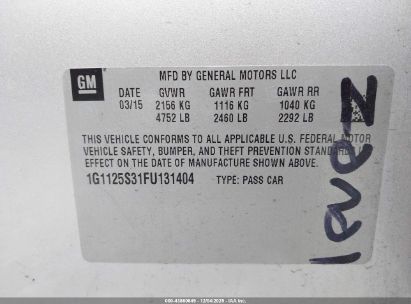 GM
MFD BY GENERAL MOTORS LLC
DATE GVWR GAWR FRT GAWR RR
03/15 2156 KG 1116 KG 1040 KG
4752 LB 2460 LB 2292 LB
THIS VEHICLE CONFORMS TO ALL APPLICABLE U.S. FEDERAL MOTOR
VEHICLE SAFETY, BUMPER, AND THEFT PREVENTION STANDARDS IN
EFFECT ON THE DATE OF MANUFACTURE SHOWN ABOVE.
1G1125S31FU131404 TYPE: PASS CAR